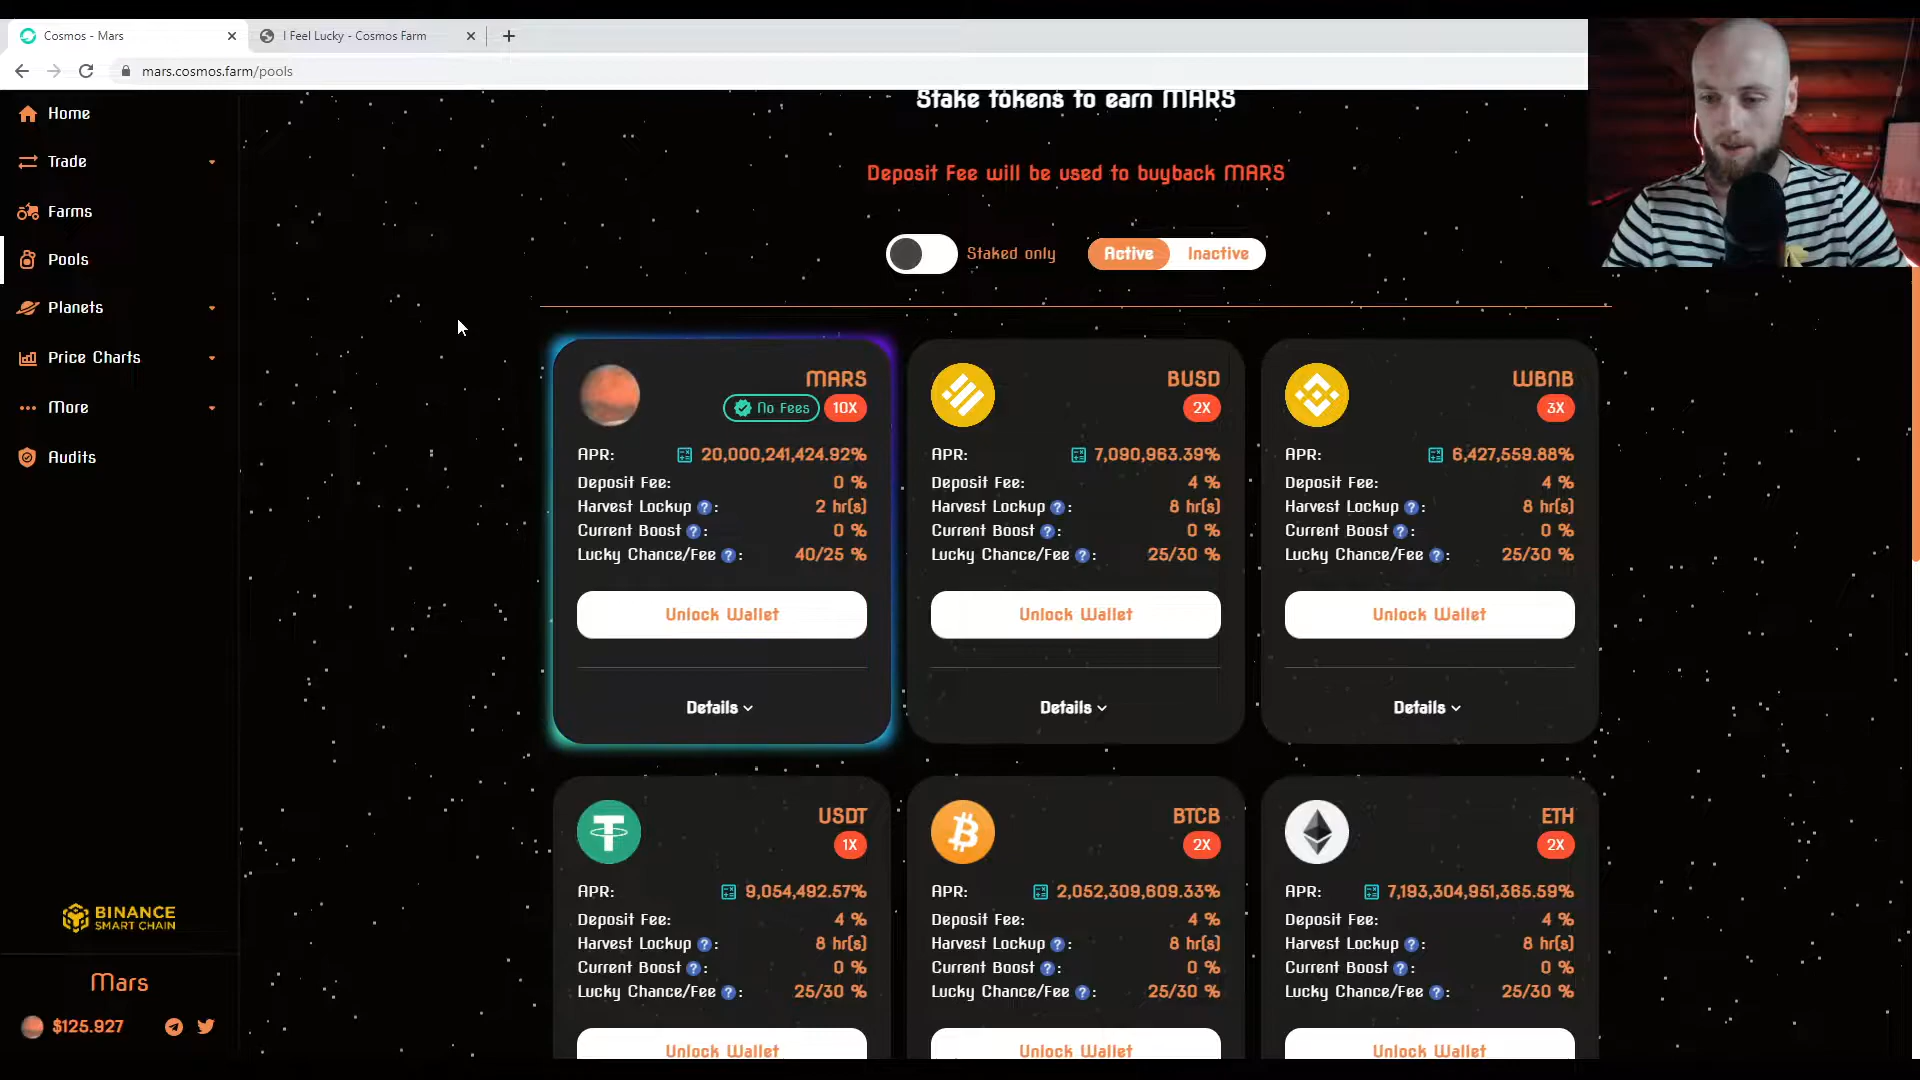 Cosmos - Mars
I Feel Lucky - Cosmos Farm
mars.cosmos.farm/pools
Home
Trade
Farms
Pools
Planets
Price Charts
More
Audits
BINANCE
SMART CHAIN
Mars
$125.927
Stake tokens to earn MARS
Deposit Fee will be used to buyback MARS
Staked only
Active
Inactive
MARS
No Fees
10X
APR: 20,000,241,424.92%
Deposit Fee: 0 %
Harvest Lockup ?: 2 hr(s)
Current Boost ?: 0 %
Lucky Chance/Fee ?: 40/25 %
Unlock Wallet
Details
BUSD
2X
APR: 7,090,963.39%
Deposit Fee: 4 %
Harvest Lockup ?: 8 hr(s)
Current Boost ?: 0 %
Lucky Chance/Fee ?: 25/30 %
Unlock Wallet
Details
WBNB
3X
APR: 6,427,559.88%
Deposit Fee: 4 %
Harvest Lockup ?: 8 hr(s)
Current Boost ?: 0 %
Lucky Chance/Fee ?: 25/30 %
Unlock Wallet
Details
USDT
1X
APR: 9,054,492.57%
Deposit Fee: 4 %
Harvest Lockup ?: 8 hr(s)
Current Boost ?: 0 %
Lucky Chance/Fee ?: 25/30 %
Unlock Wallet
BTCB
2X
APR: 2,052,309,609.33%
Deposit Fee: 4 %
Harvest Lockup ?: 8 hr(s)
Current Boost ?: 0 %
Lucky Chance/Fee ?: 25/30 %
Unlock Wallet
ETH
2X
APR: 7,193,304,951,365.59%
Deposit Fee: 4 %
Harvest Lockup ?: 8 hr(s)
Current Boost ?: 0 %
Lucky Chance/Fee ?: 25/30 %
Unlock Wallet